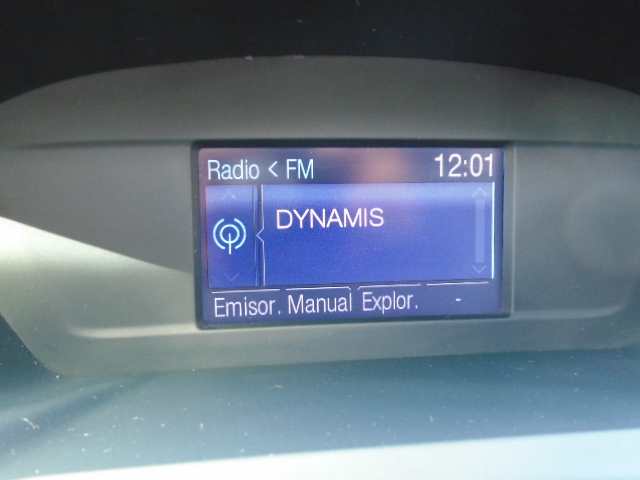 Radio < FM 12:01
DYNAMIS
Emisor. Manual Explor. -